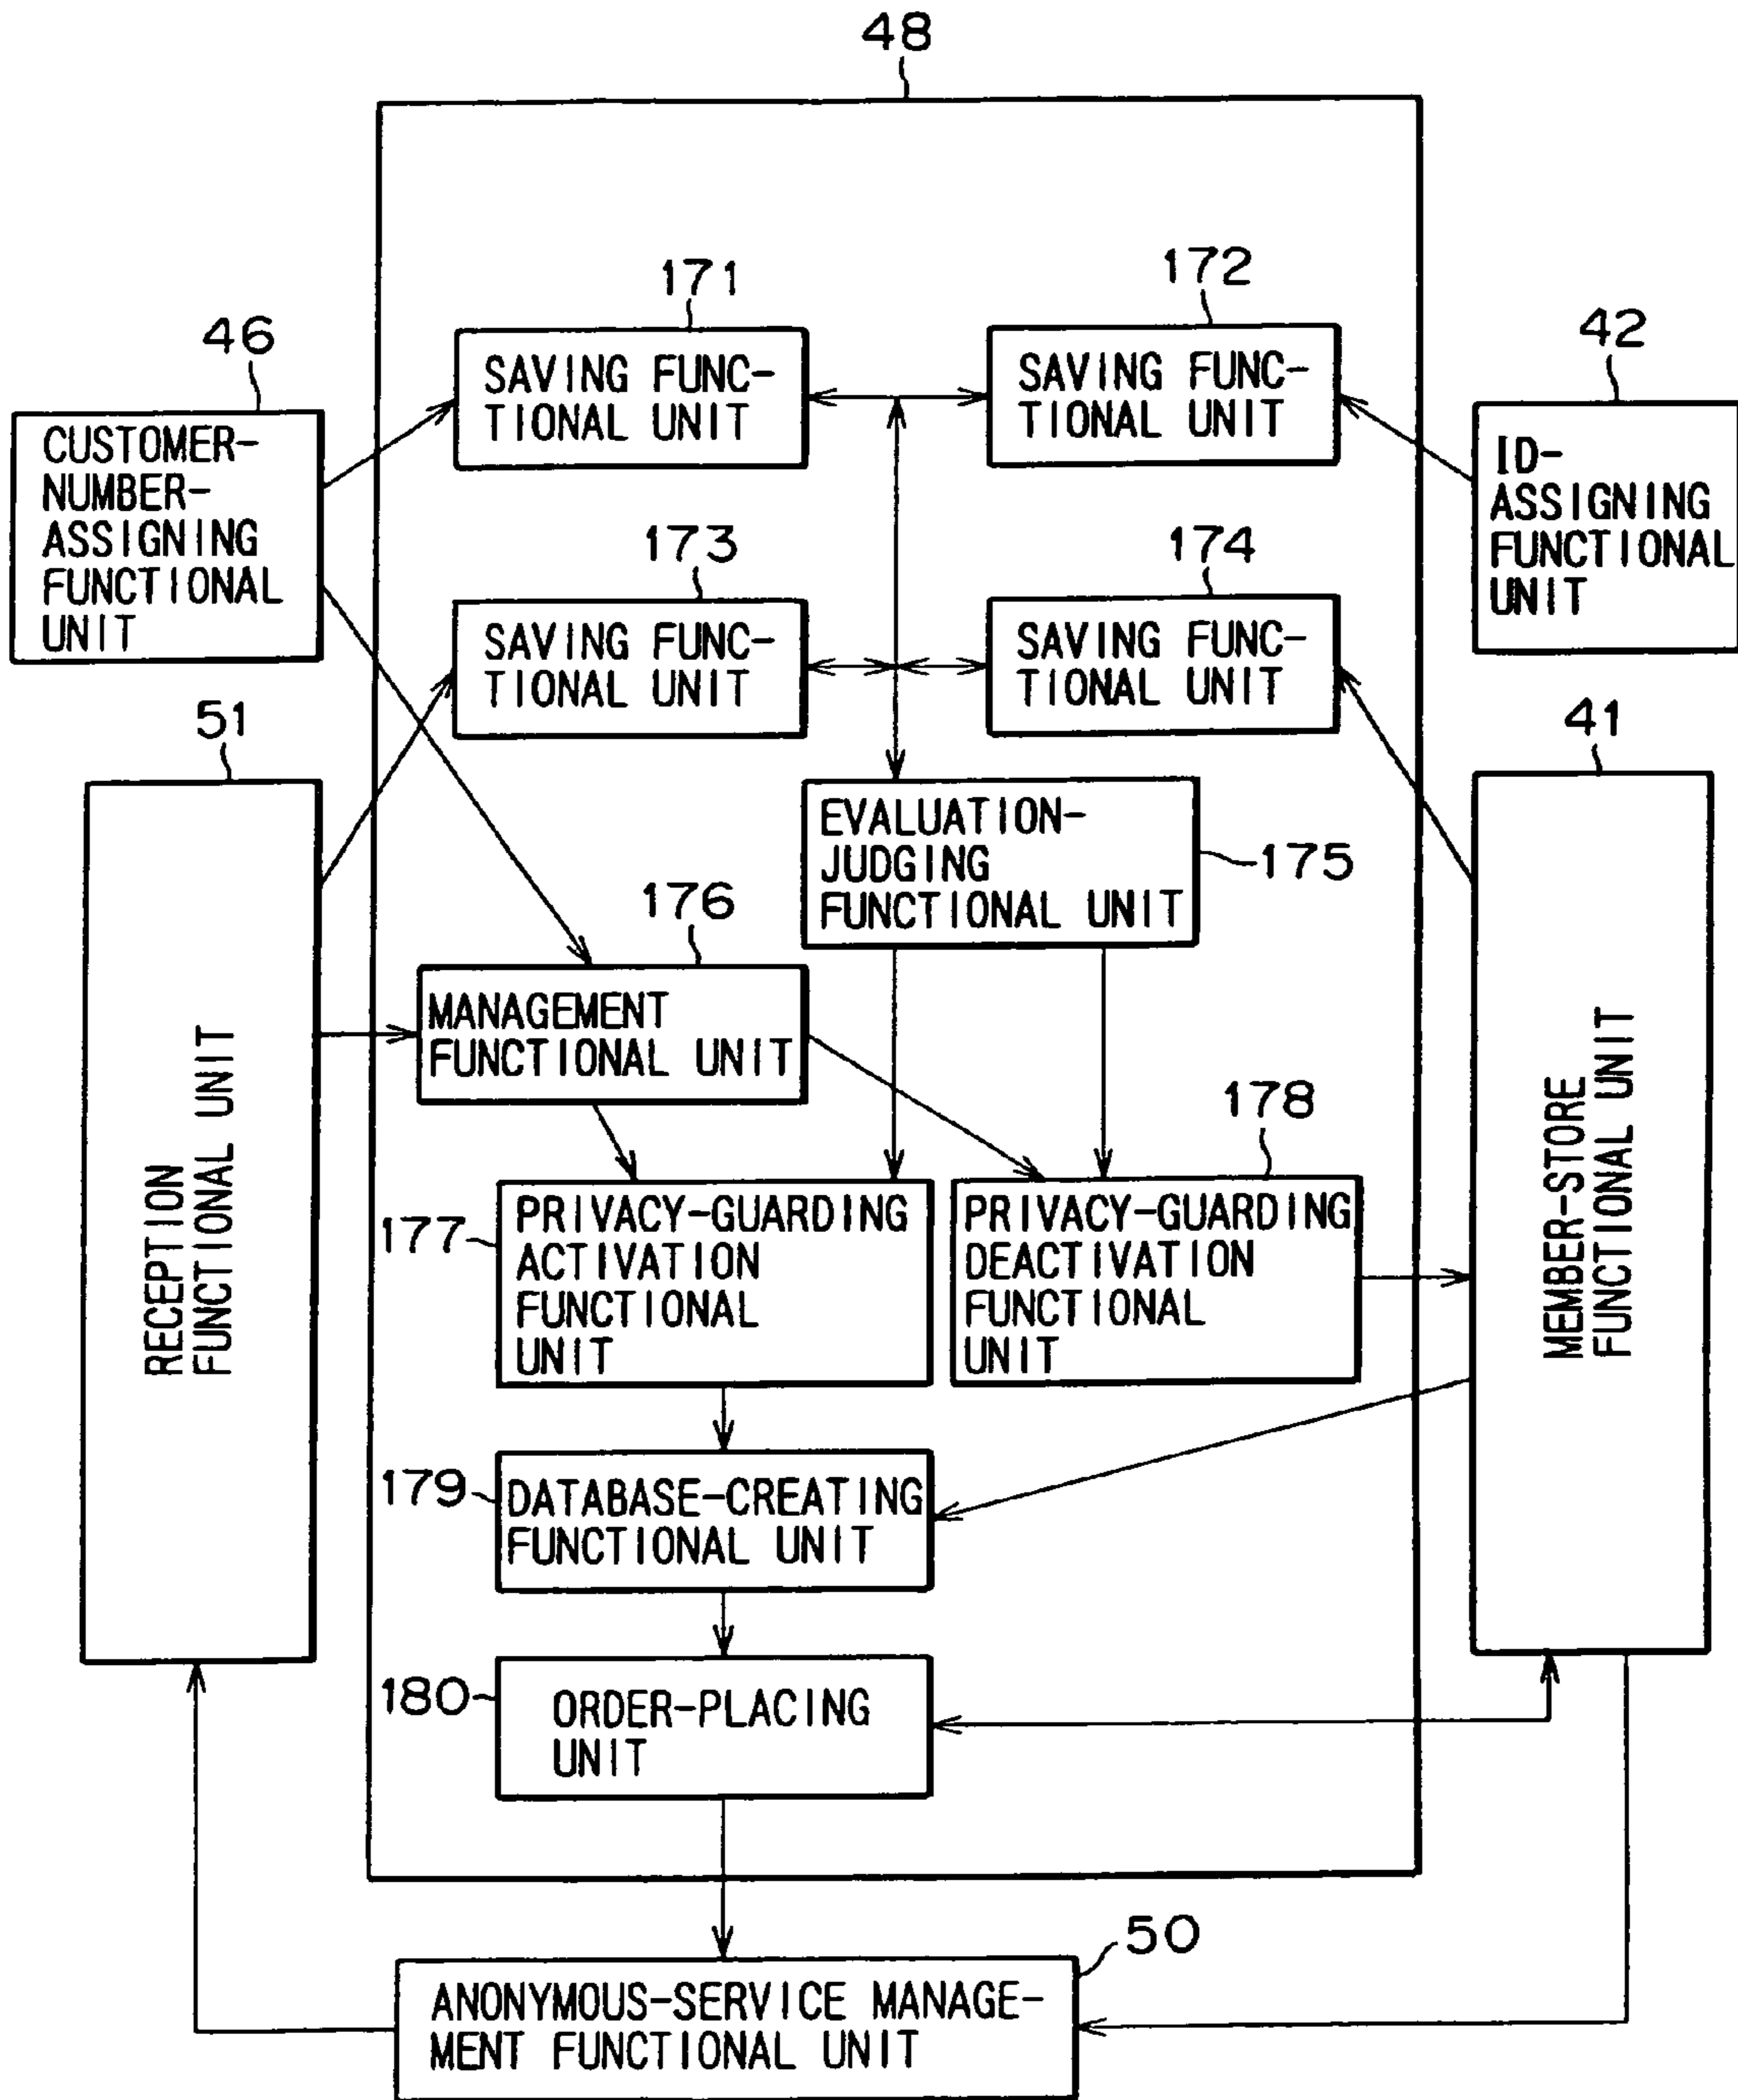 48
171
172
46
42
SAVING FUNC-
TIONAL UNIT
SAVING FUNC-
TIONAL UNIT
CUSTOMER-
NUMBER-
ASSIGNING
FUNCTIONAL
UNIT
ID-
ASSIGNING
FUNCTIONAL
UNIT
173
174
SAVING FUNC-
TIONAL UNIT
SAVING FUNC-
TIONAL UNIT
51
41
EVALUATION-
JUDGING
FUNCTIONAL UNIT
175
176
MANAGEMENT
FUNCTIONAL UNIT
RECEPTION
FUNCTIONAL UNIT
MEMBER-STORE
FUNCTIONAL UNIT
178
177
PRIVACY-GUARDING
ACTIVATION
FUNCTIONAL
UNIT
PRIVACY-GUARDING
DEACTIVATION
FUNCTIONAL
UNIT
179
DATABASE-CREATING
FUNCTIONAL UNIT
180
ORDER-PLACING
UNIT
50
ANONYMOUS-SERVICE MANAGE-
MENT FUNCTIONAL UNIT